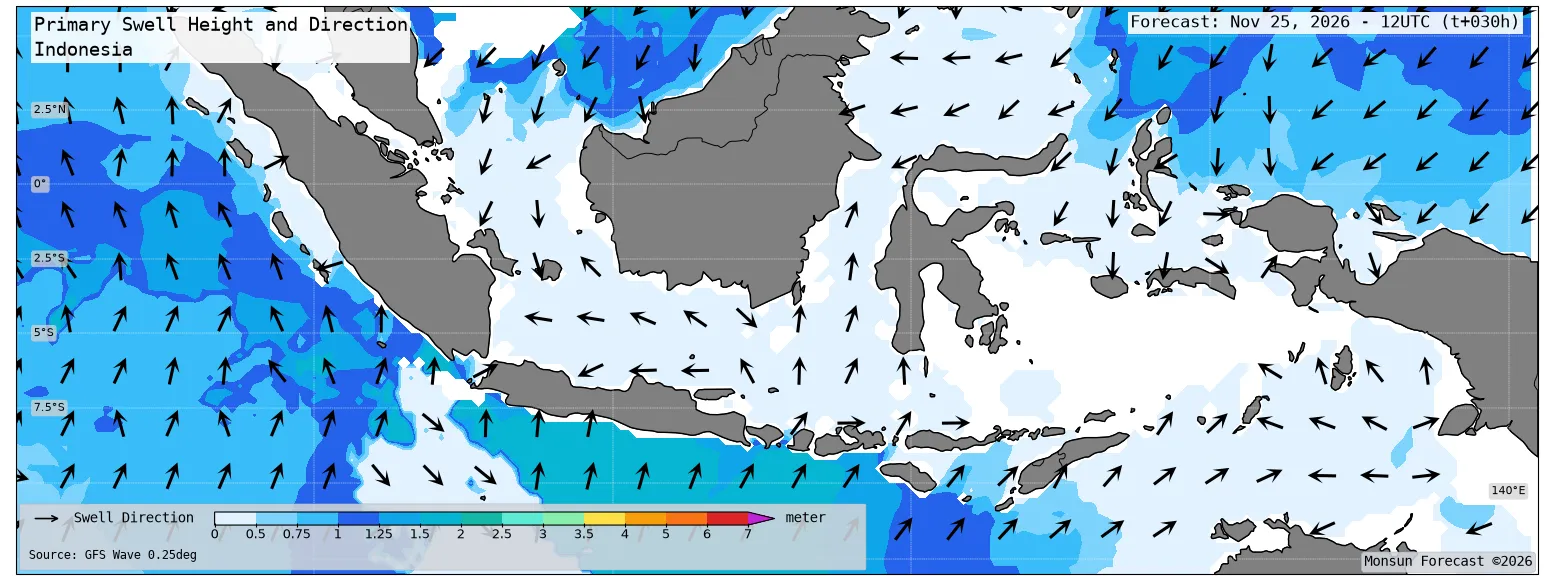 Primary Swell Height and Direction
Indonesia
Forecast: Nov 25, 2026 - 12UTC (t+030h)
2.5°N
0°
2.5°S
5°S
7.5°S
140°E
Swell Direction
0 0.5 0.75 1 1.25 1.5 2 2.5 3 3.5 4 5 6 7
meter
Source: GFS Wave 0.25deg
Monsun Forecast ©2026